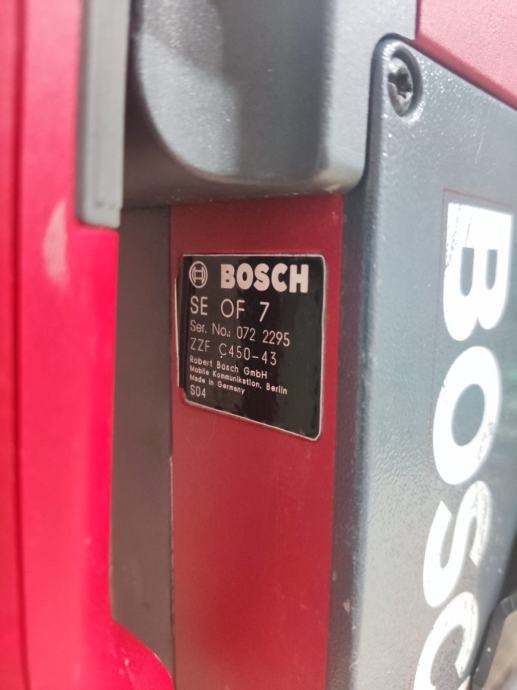 BOSCH
SE OF 7
Ser. No.: 072 2295
ZZF Ç450-43
Robert Bosch GmbH
Mobile Kommunikation, Berlin
Made in Germany
S04
BOSC